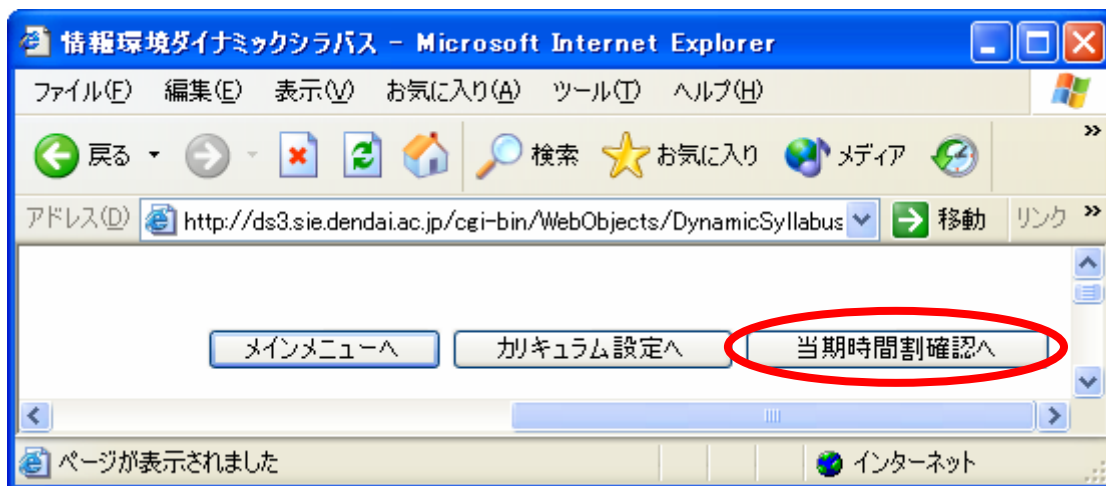 情報環境ダイナミックシラバス - Microsoft Internet Explorer
ファイル(F) 編集(E) 表示(V) お気に入り(A) ツール(T) ヘルプ(H)
戻る 検索 お気に入り メディア »
アドレス(D) http://ds3.sie.dendai.ac.jp/cgi-bin/WebObjects/DynamicSyllabus 移動 リンク »
メインメニューへ カリキュラム設定へ 当期時間割確認へ
ページが表示されました インターネット